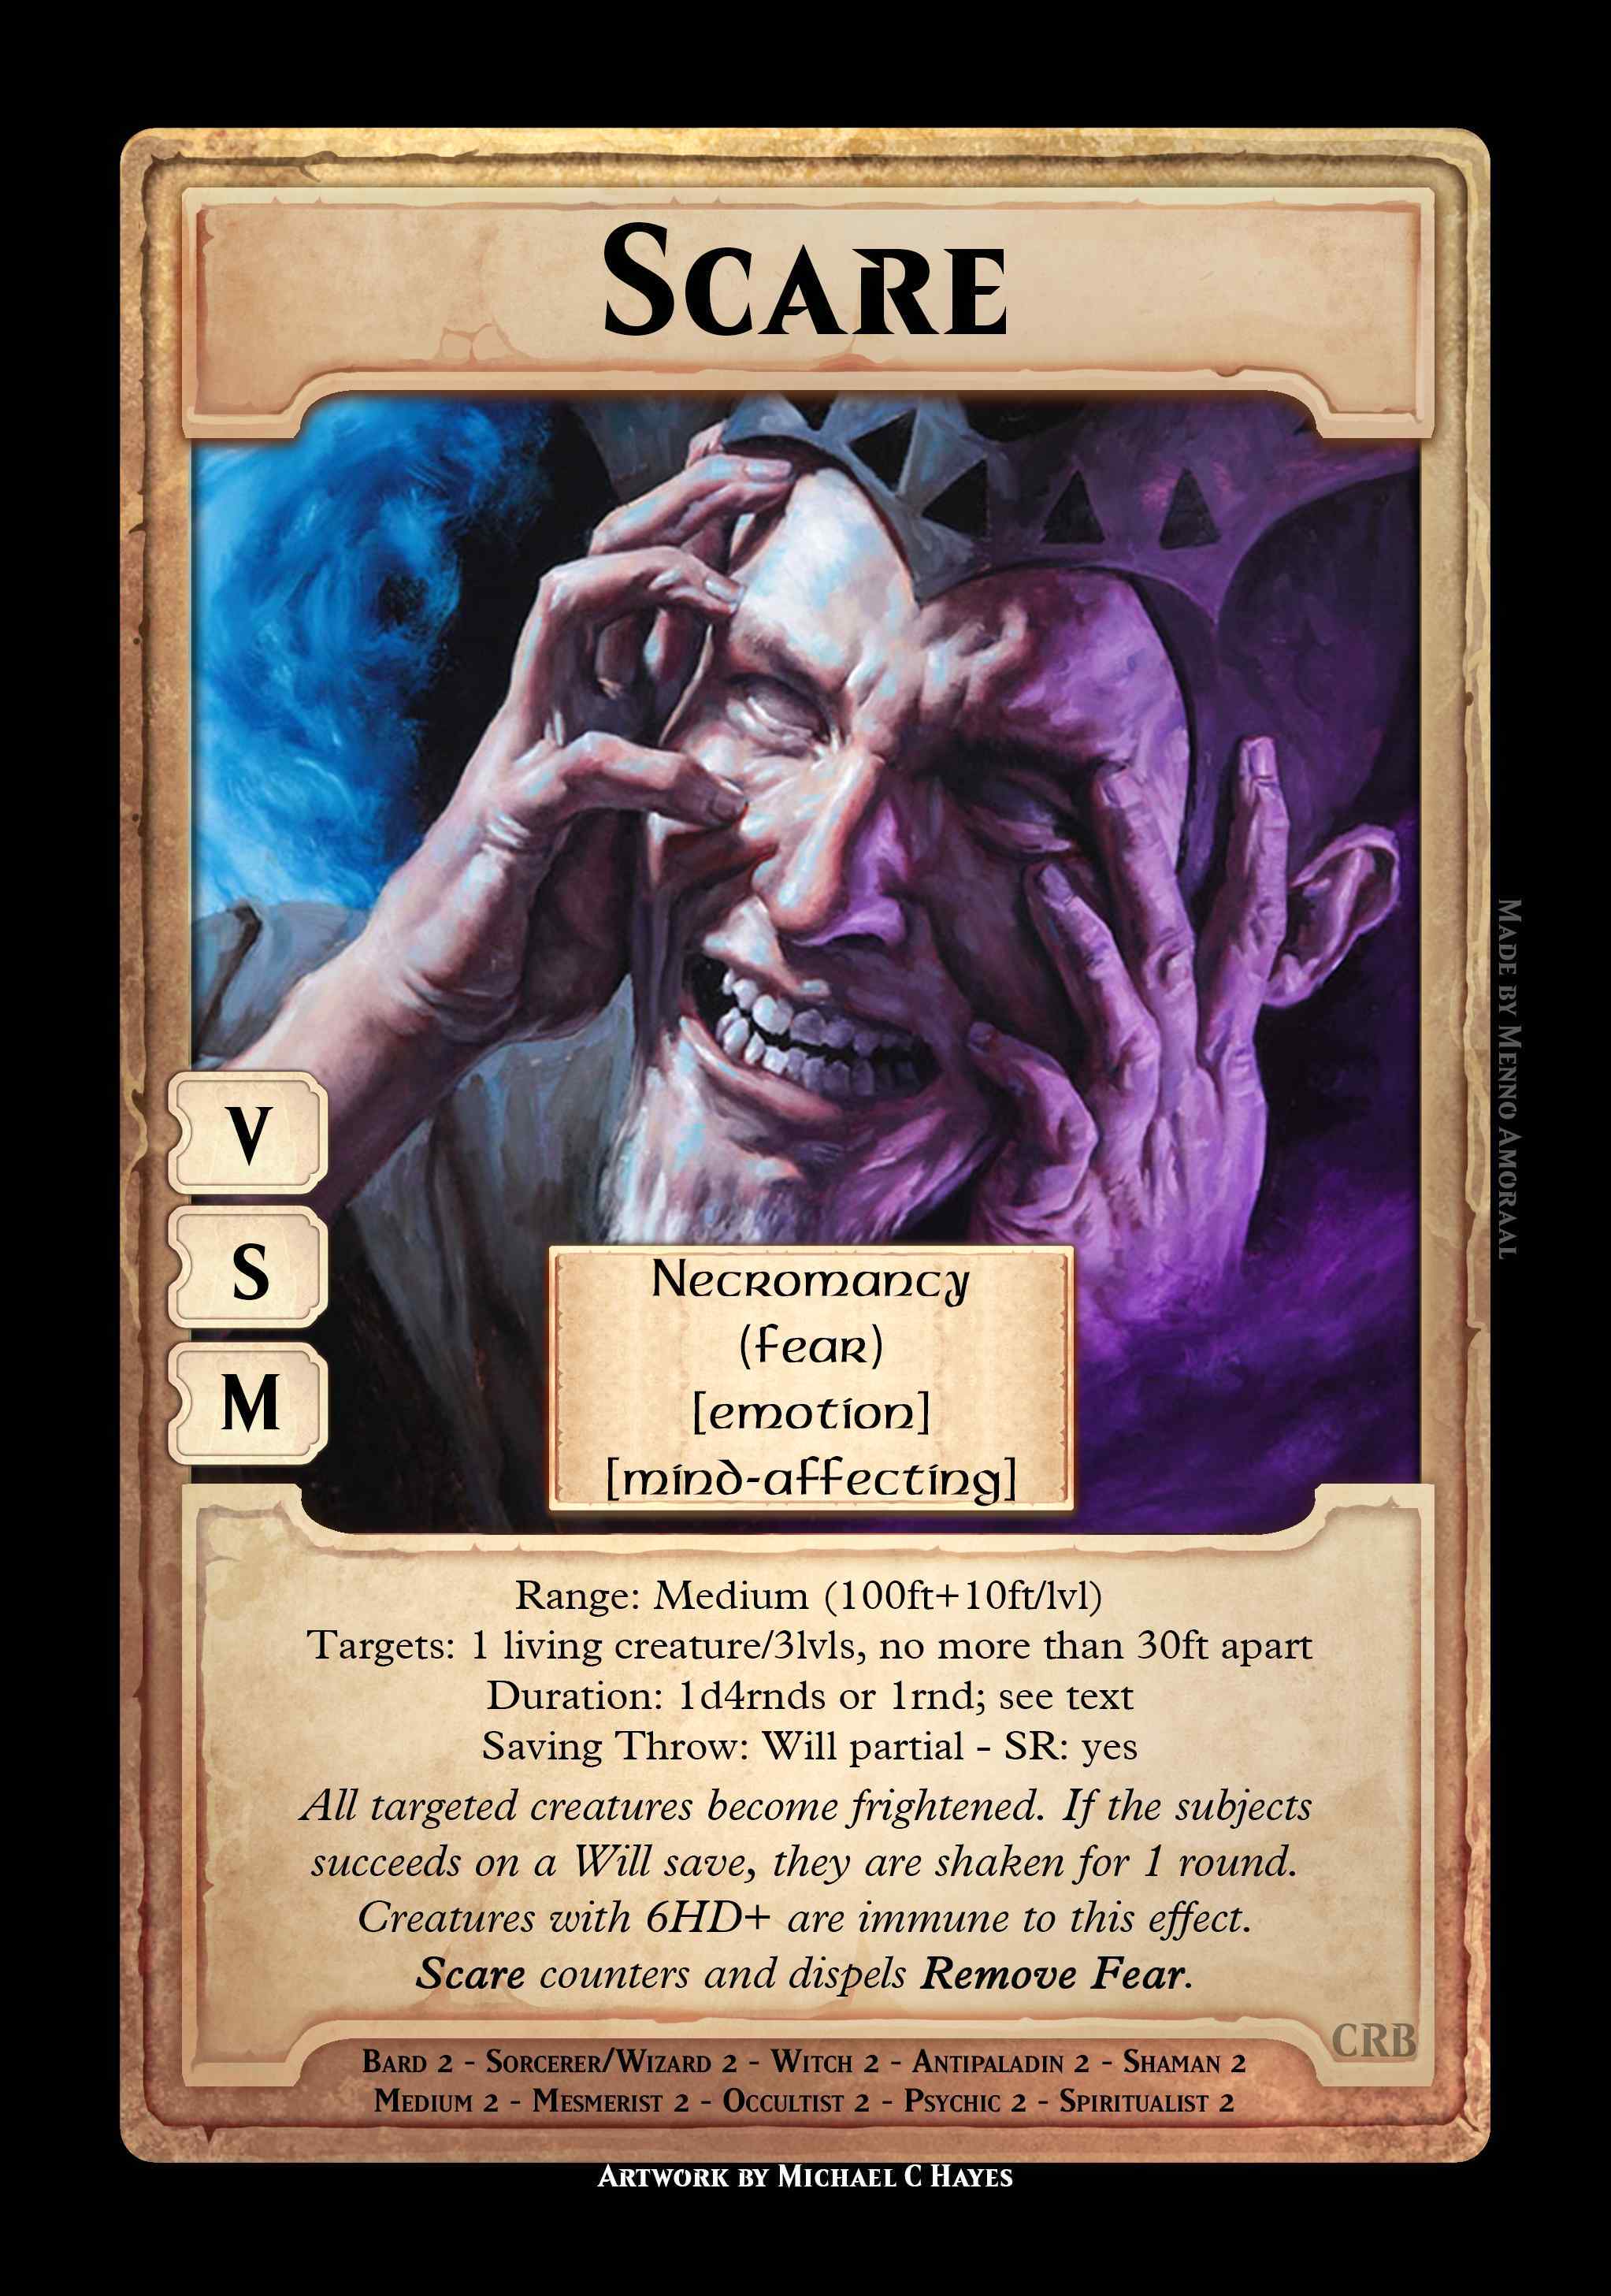 Scare
V
S
M
Necromancy
(fear)
[emotion]
[mind-affecting]
Range: Medium (100ft+10ft/lvl)
Targets: 1 living creature/3lvls, no more than 30ft apart
Duration: 1d4rnds or 1rnd; see text
Saving Throw: Will partial - SR: yes
All targeted creatures become frightened. If the subjects
succeeds on a Will save, they are shaken for 1 round.
Creatures with 6HD+ are immune to this effect.
Scare counters and dispels Remove Fear.
CRB
Bard 2 - Sorcerer/Wizard 2 - Witch 2 - Antipaladin 2 - Shaman 2
Medium 2 - Mesmerist 2 - Occultist 2 - Psychic 2 - Spiritualist 2
Artwork by Michael C Hayes
Made by Menno Amoraal